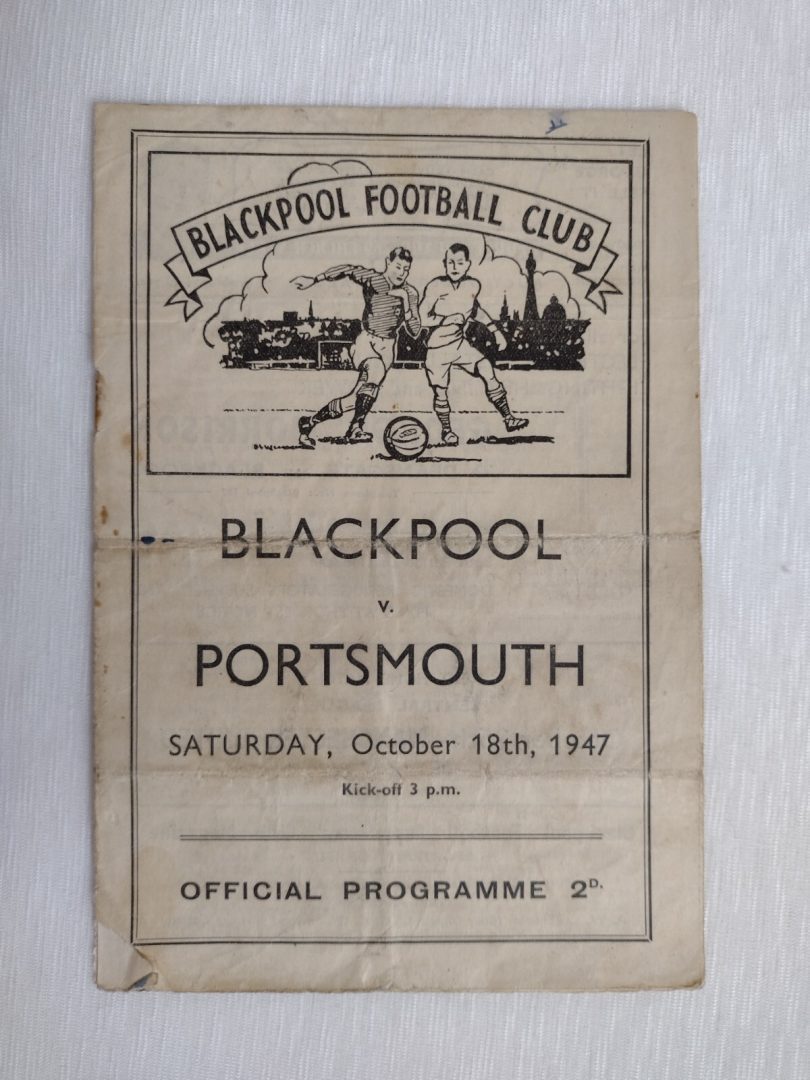 BLACKPOOL FOOTBALL CLUB
BLACKPOOL
v.
PORTSMOUTH
SATURDAY, October 18th, 1947
Kick-off 3 p.m.
OFFICIAL PROGRAMME 2D.